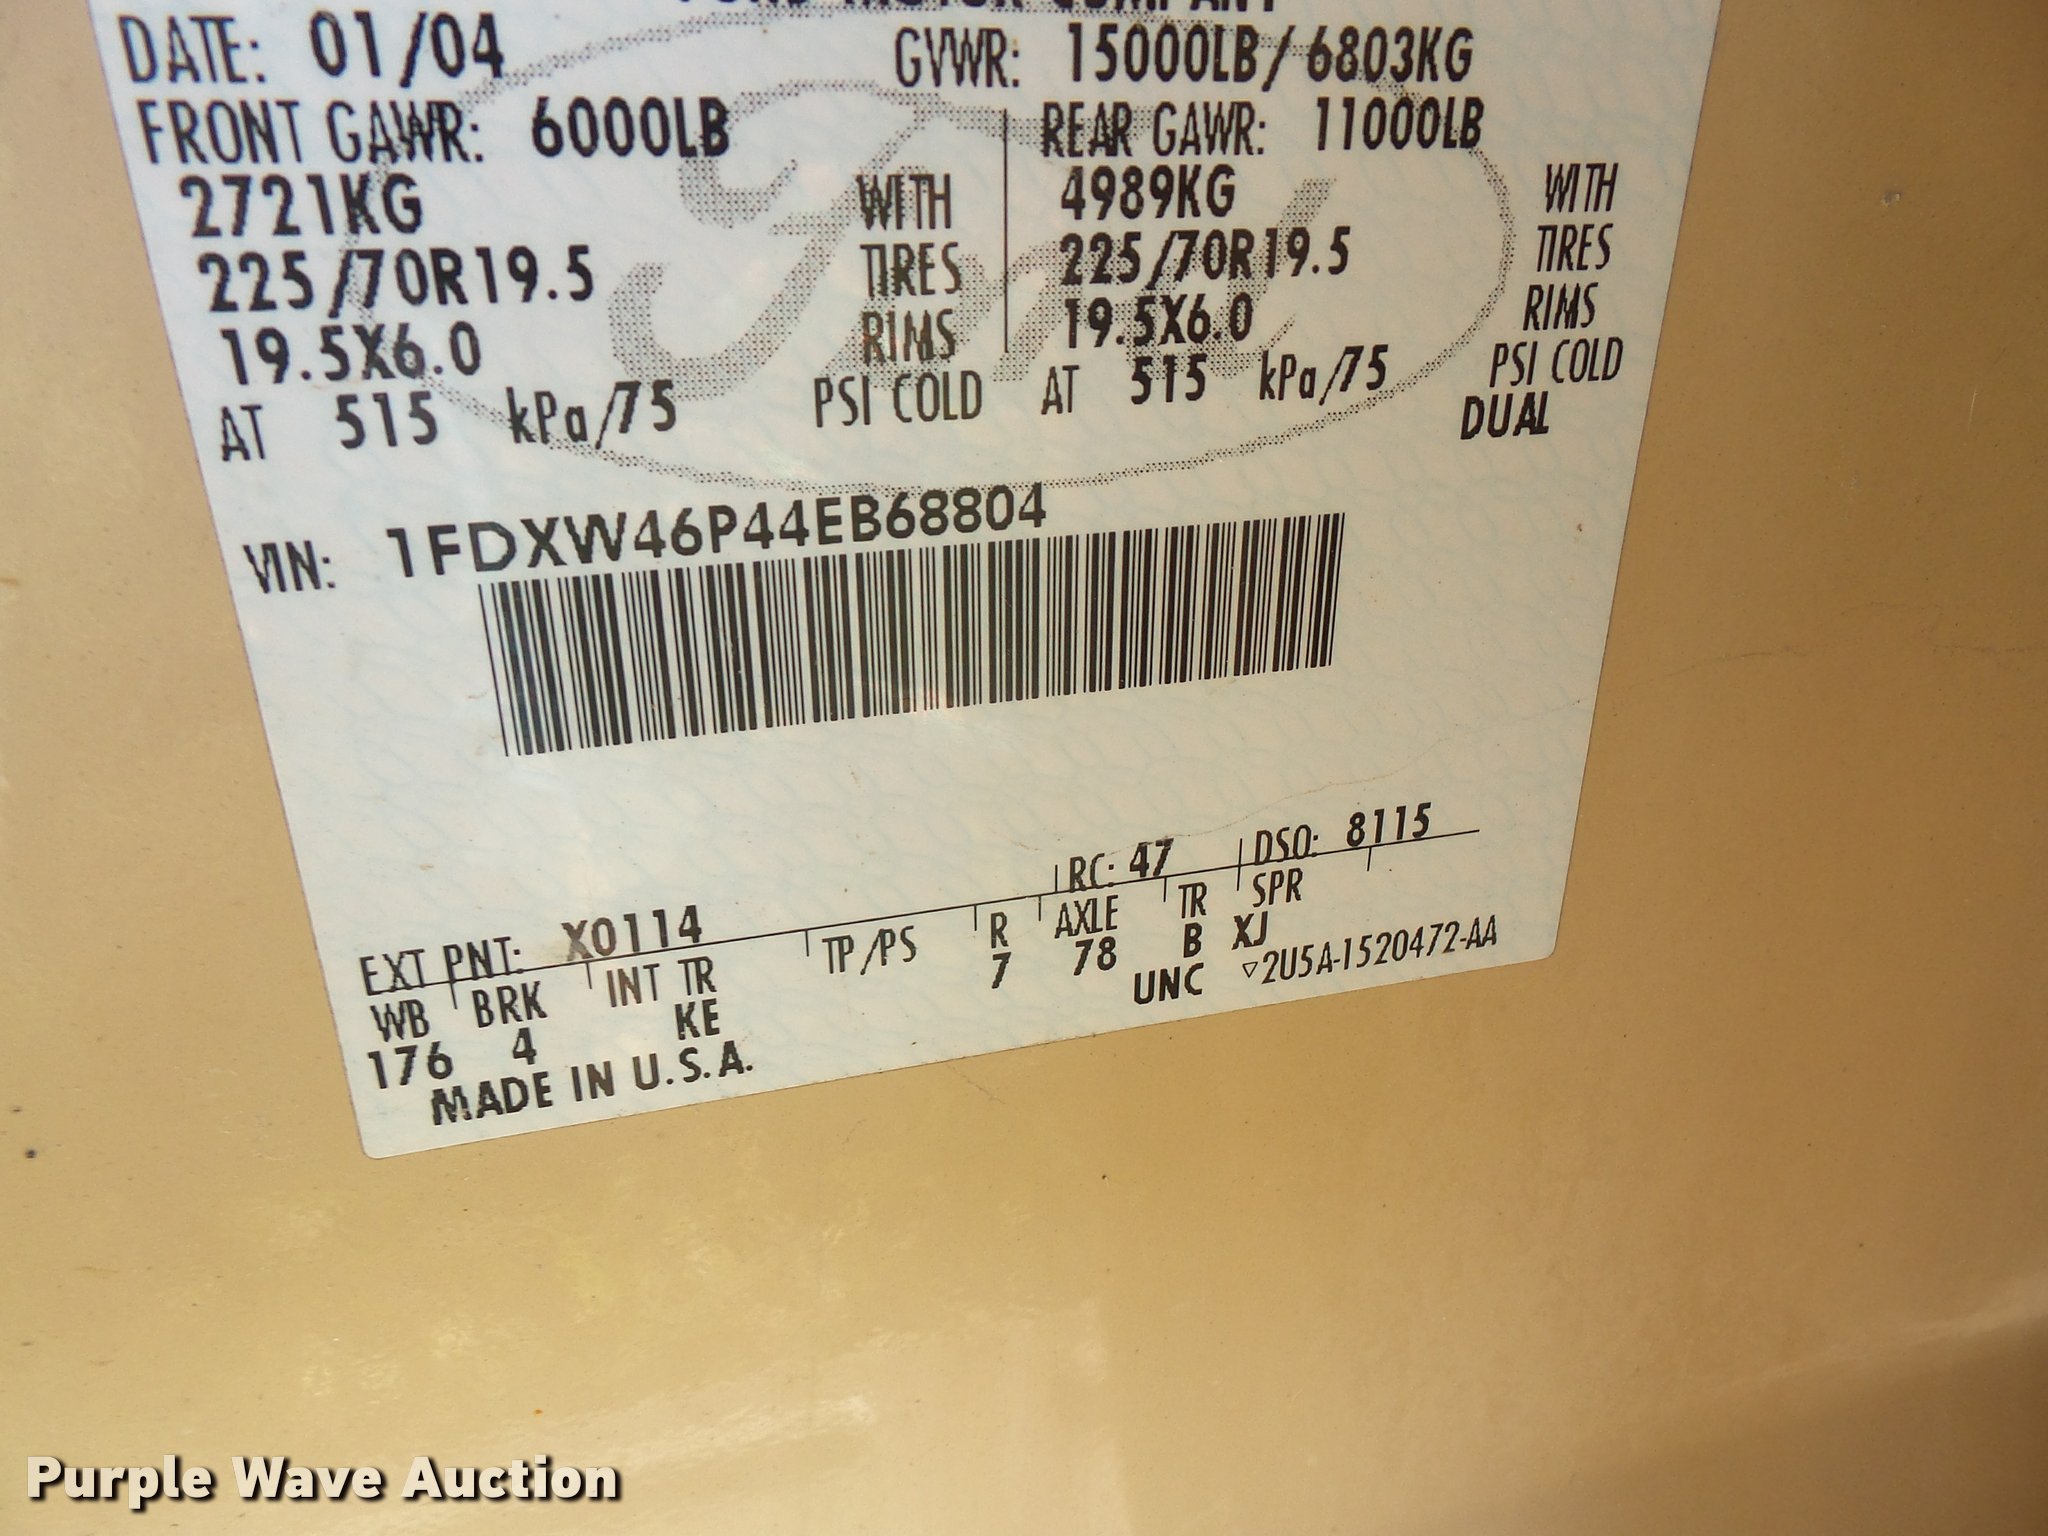 FORD MOTOR COMPANY
DATE: 01/04 GVWR: 15000LB/ 6803KG
FRONT GAWR: 6000LB REAR GAWR: 11000LB
2721KG WITH 4989KG WITH
225/70R19.5 TIRES 225/70R19.5 TIRES
19.5X6.0 RIMS 19.5X6.0 RIMS
AT 515 kPa/75 PSI COLD AT 515 kPa/75 PSI COLD
DUAL
VIN: 1FDXW46P44EB68804
RC: 47 DSO: 8115
EXT PNT: X0114
WB BRK INT TR TP/PS R AXLE TR SPR
176 4 KE 7 78 B XJ
MADE IN U.S.A. UNC ▽2U5A-1520472-AA
Purple Wave Auction